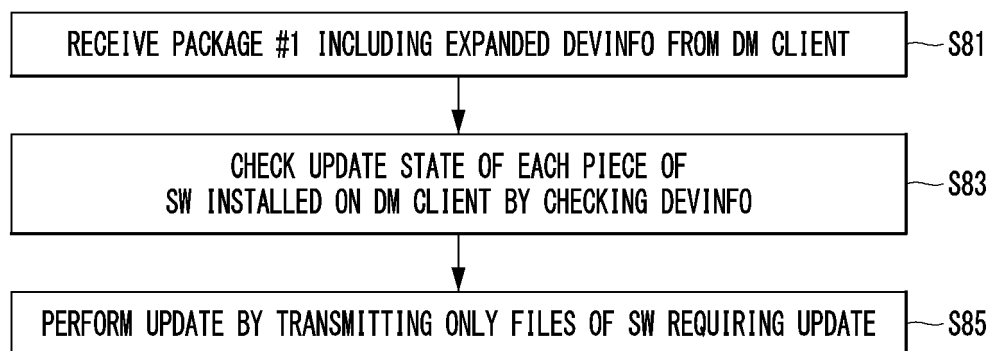 RECEIVE PACKAGE #1 INCLUDING EXPANDED DEVINFO FROM DM CLIENT
S81
CHECK UPDATE STATE OF EACH PIECE OF
SW INSTALLED ON DM CLIENT BY CHECKING DEVINFO
S83
PERFORM UPDATE BY TRANSMITTING ONLY FILES OF SW REQUIRING UPDATE
S85